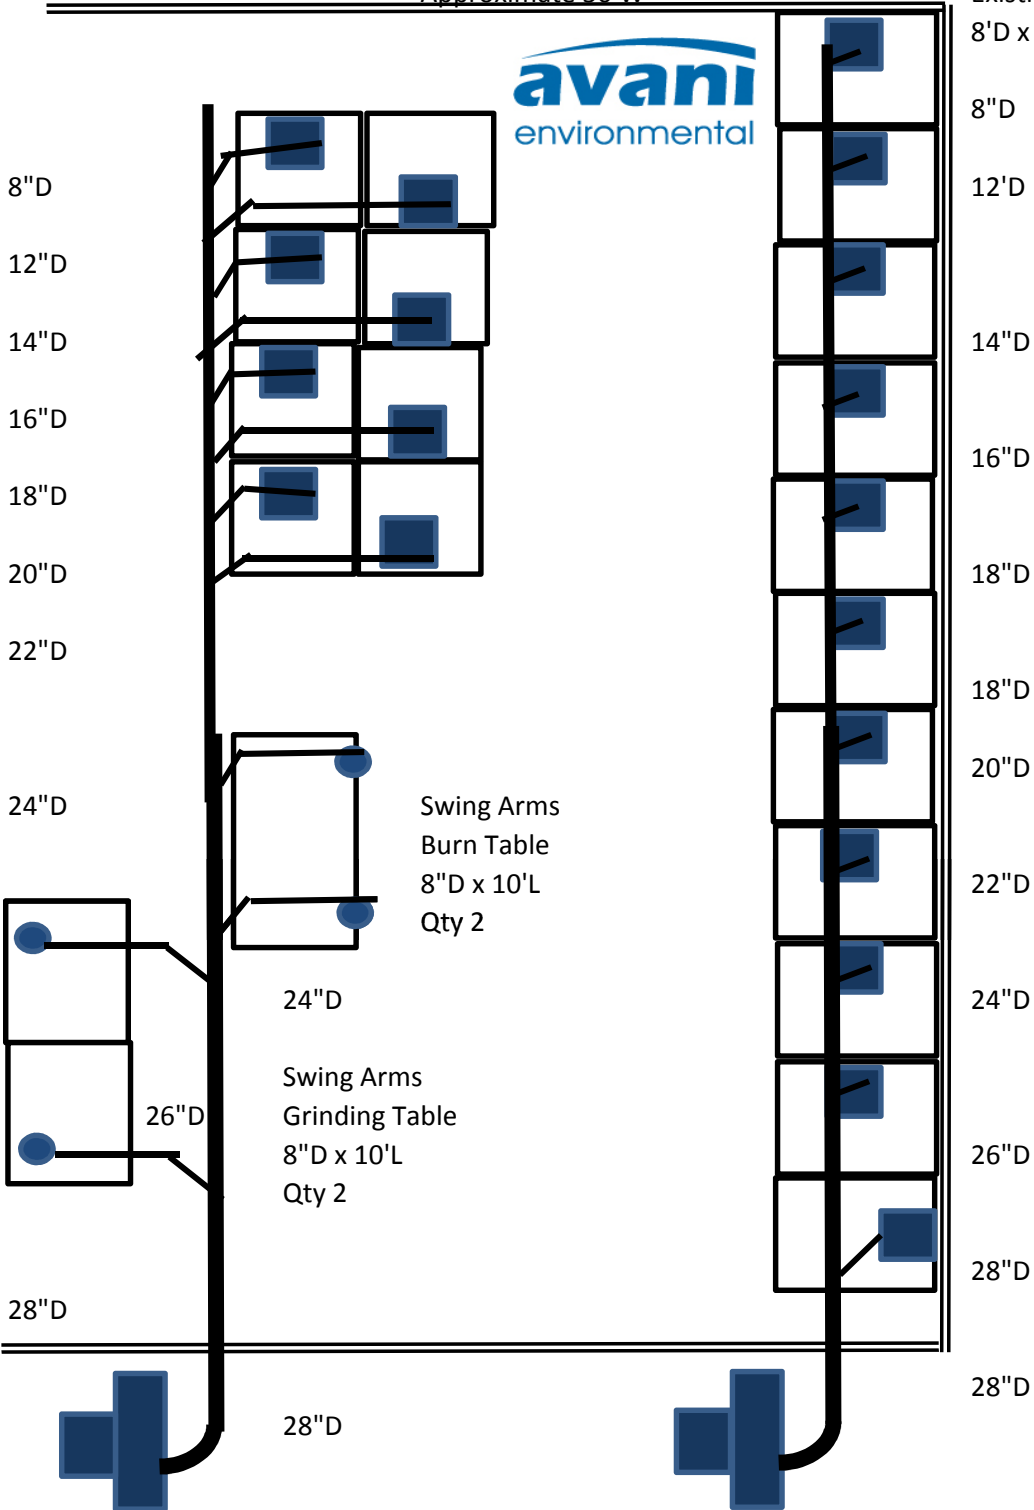 Approximate
avani
environmental
8"D
12"D
14"D
16"D
18"D
20"D
22"D
24"D
Swing Arms
Burn Table
8"D x 10'L
Qty 2
24"D
Swing Arms
26"D
Grinding Table
8"D x 10'L
Qty 2
28"D
28"D
8'D x
8"D
12'D
14"D
16"D
18"D
18"D
20"D
22"D
24"D
26"D
28"D
28"D